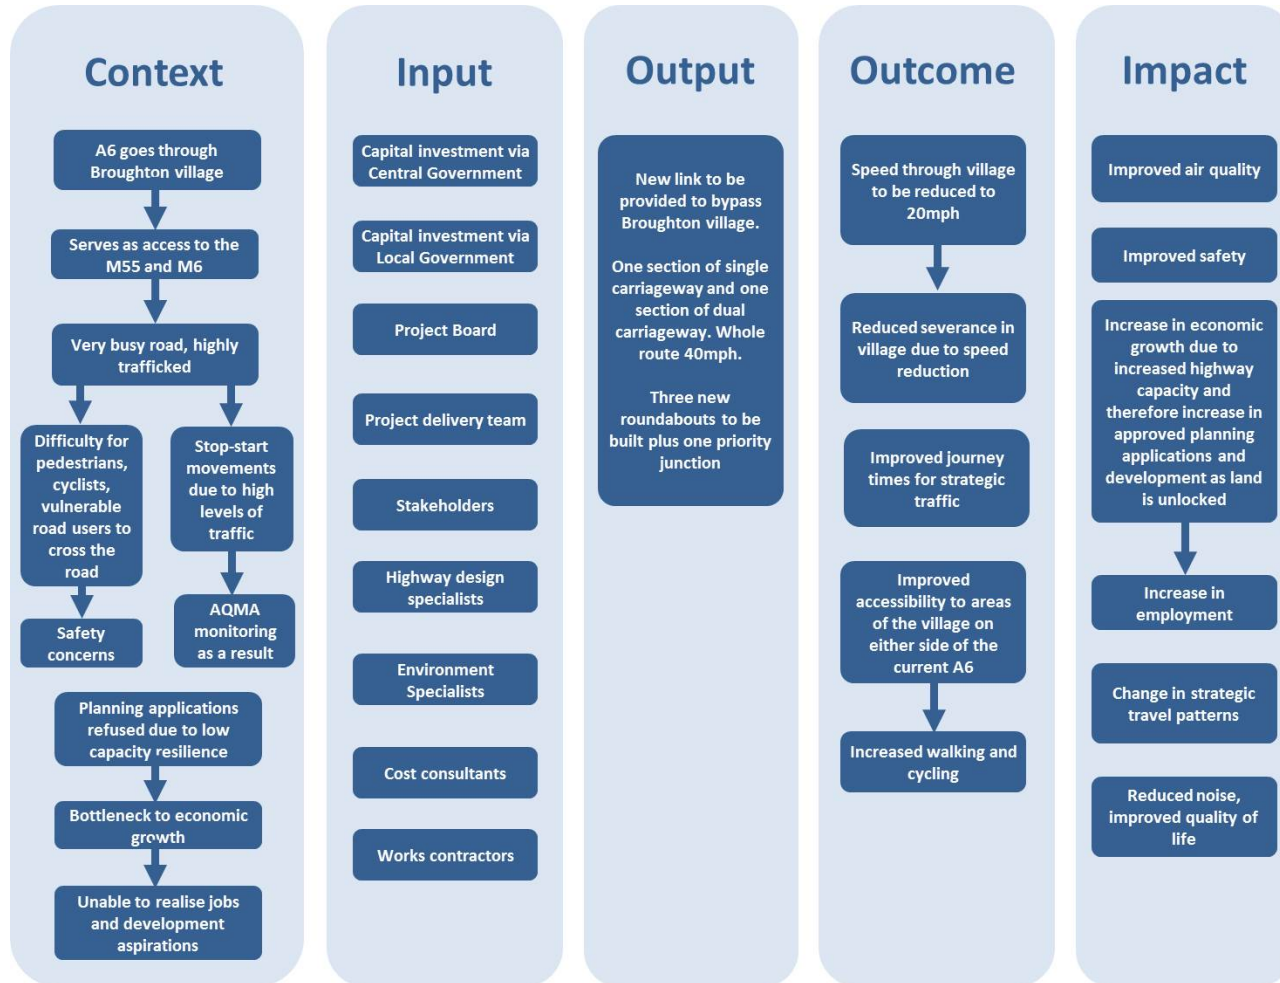 Context
A6 goes through
Broughton village
Serves as access to the
M55 and M6
Very busy road, highly
trafficked
Difficulty for
pedestrians,
cyclists,
vulnerable
road users to
cross the
road
Safety
concerns
Stop-start
movements
due to high
levels of
traffic
AQMA
monitoring
as a result
Planning applications
refused due to low
capacity resilience
Bottleneck to economic
growth
Unable to realise jobs
and development
aspirations
Input
Capital investment via
Central Government
Capital investment via
Local Government
Project Board
Project delivery team
Stakeholders
Highway design
specialists
Environment
Specialists
Cost consultants
Works contractors
Output
New link to be
provided to bypass
Broughton village.
One section of single
carriageway and one
section of dual
carriageway. Whole
route 40mph.
Three new
roundabouts to be
built plus one priority
junction
Outcome
Speed through village
to be reduced to
20mph
Reduced severance in
village due to speed
reduction
Improved journey
times for strategic
traffic
Improved
accessibility to areas
of the village on
either side of the
current A6
Increased walking and
cycling
Impact
Improved air quality
Improved safety
Increase in economic
growth due to
increased highway
capacity and
therefore increase in
approved planning
applications and
development as land
is unlocked
Increase in
employment
Change in strategic
travel patterns
Reduced noise,
improved quality of
life